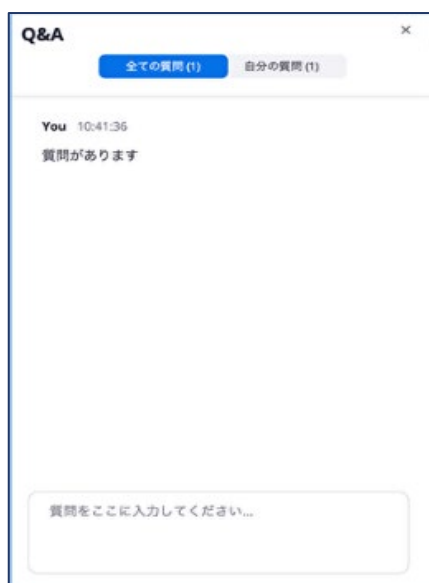 Q&A
全ての質問 (1) 自分の質問 (1)
You 10:41:36
質問があります
質問をここに入力してください...